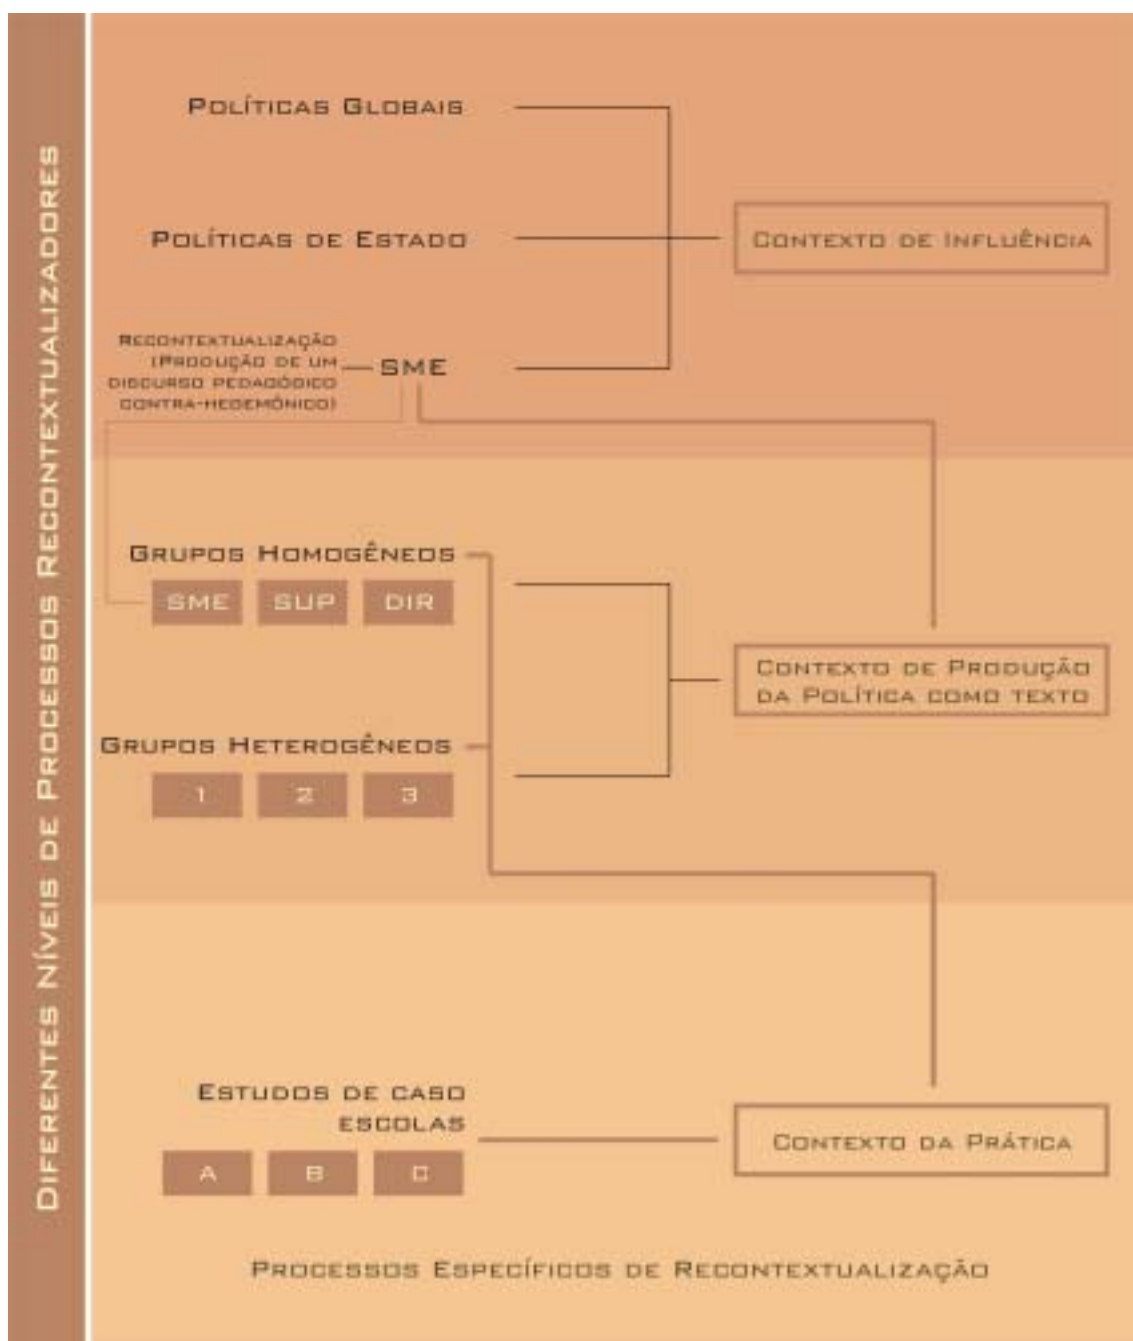 Diferentes Níveis de Processos Recontextualizadores
Políticas Globais
Políticas de Estado
Contexto de Influência
Recontextualização
(Produção de um
discurso pedagógico
contra-hegemônico)
SME
Grupos Homogêneos
SME SUP DIR
Contexto de Produção
da Política como texto
Grupos Heterogêneos
1 2 3
Estudos de caso
escolas
A B C
Contexto da Prática
Processos Específicos de Recontextualização